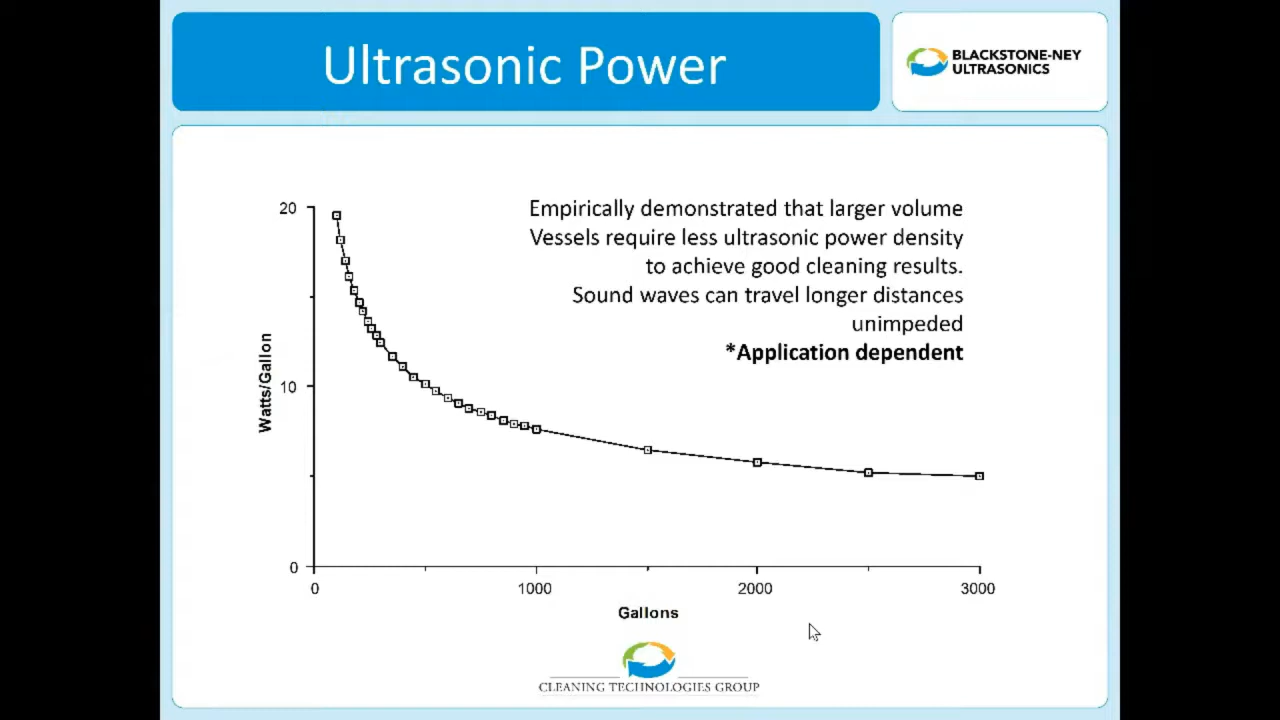 Ultrasonic Power
BLACKSTONE-NEY
ULTRASONICS
Empirically demonstrated that larger volume
Vessels require less ultrasonic power density
to achieve good cleaning results.
Sound waves can travel longer distances
unimpeded
*Application dependent
Watts/Gallon
20
10
0
0 1000 2000 3000
Gallons
CLEANING TECHNOLOGIES GROUP